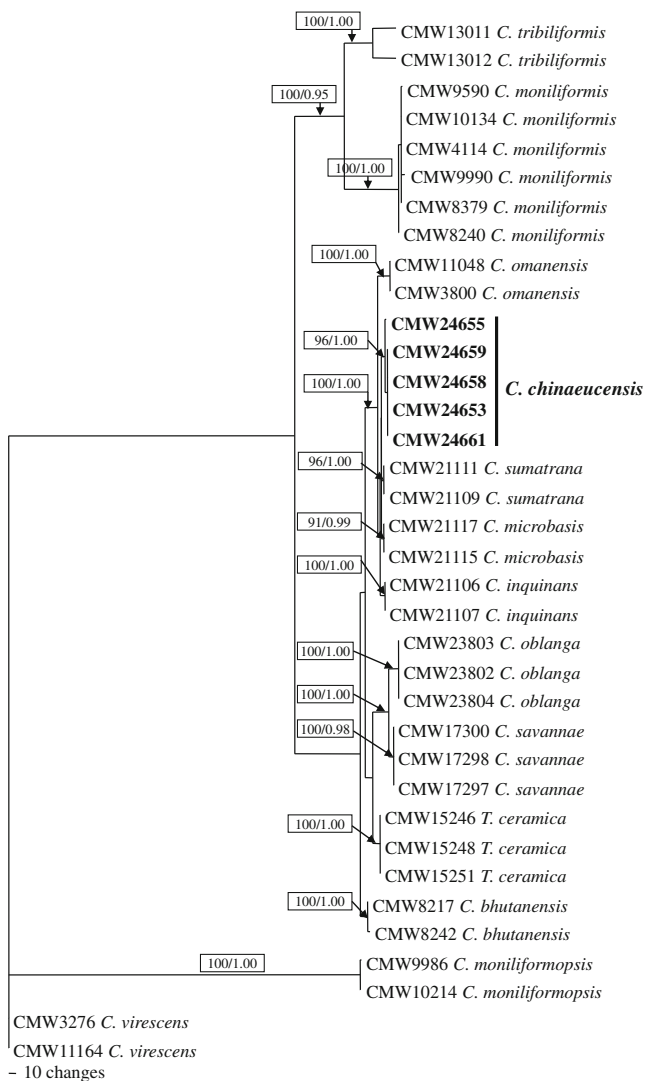 100/1.00
CMW13011 C. tribiliformis
CMW13012 C. tribiliformis
100/0.95
CMW9590 C. moniliformis
CMW10134 C. moniliformis
CMW4114 C. moniliformis
100/1.00
CMW9990 C. moniliformis
CMW8379 C. moniliformis
CMW8240 C. moniliformis
100/1.00
CMW11048 C. omanensis
CMW3800 C. omanensis
CMW24655
96/1.00
CMW24659
100/1.00
CMW24658
C. chinaeucensis
CMW24653
CMW24661
96/1.00
CMW21111 C. sumatrana
CMW21109 C. sumatrana
91/0.99
CMW21117 C. microbasis
CMW21115 C. microbasis
100/1.00
CMW21106 C. inquinans
CMW21107 C. inquinans
100/1.00
CMW23803 C. oblanga
CMW23802 C. oblanga
100/1.00
CMW23804 C. oblanga
100/0.98
CMW17300 C. savannae
CMW17298 C. savannae
CMW17297 C. savannae
100/1.00
CMW15246 T. ceramica
CMW15248 T. ceramica
CMW15251 T. ceramica
100/1.00
CMW8217 C. bhutanensis
CMW8242 C. bhutanensis
100/1.00
CMW9986 C. moniliformopsis
CMW10214 C. moniliformopsis
CMW3276 C. virescens
CMW11164 C. virescens
– 10 changes